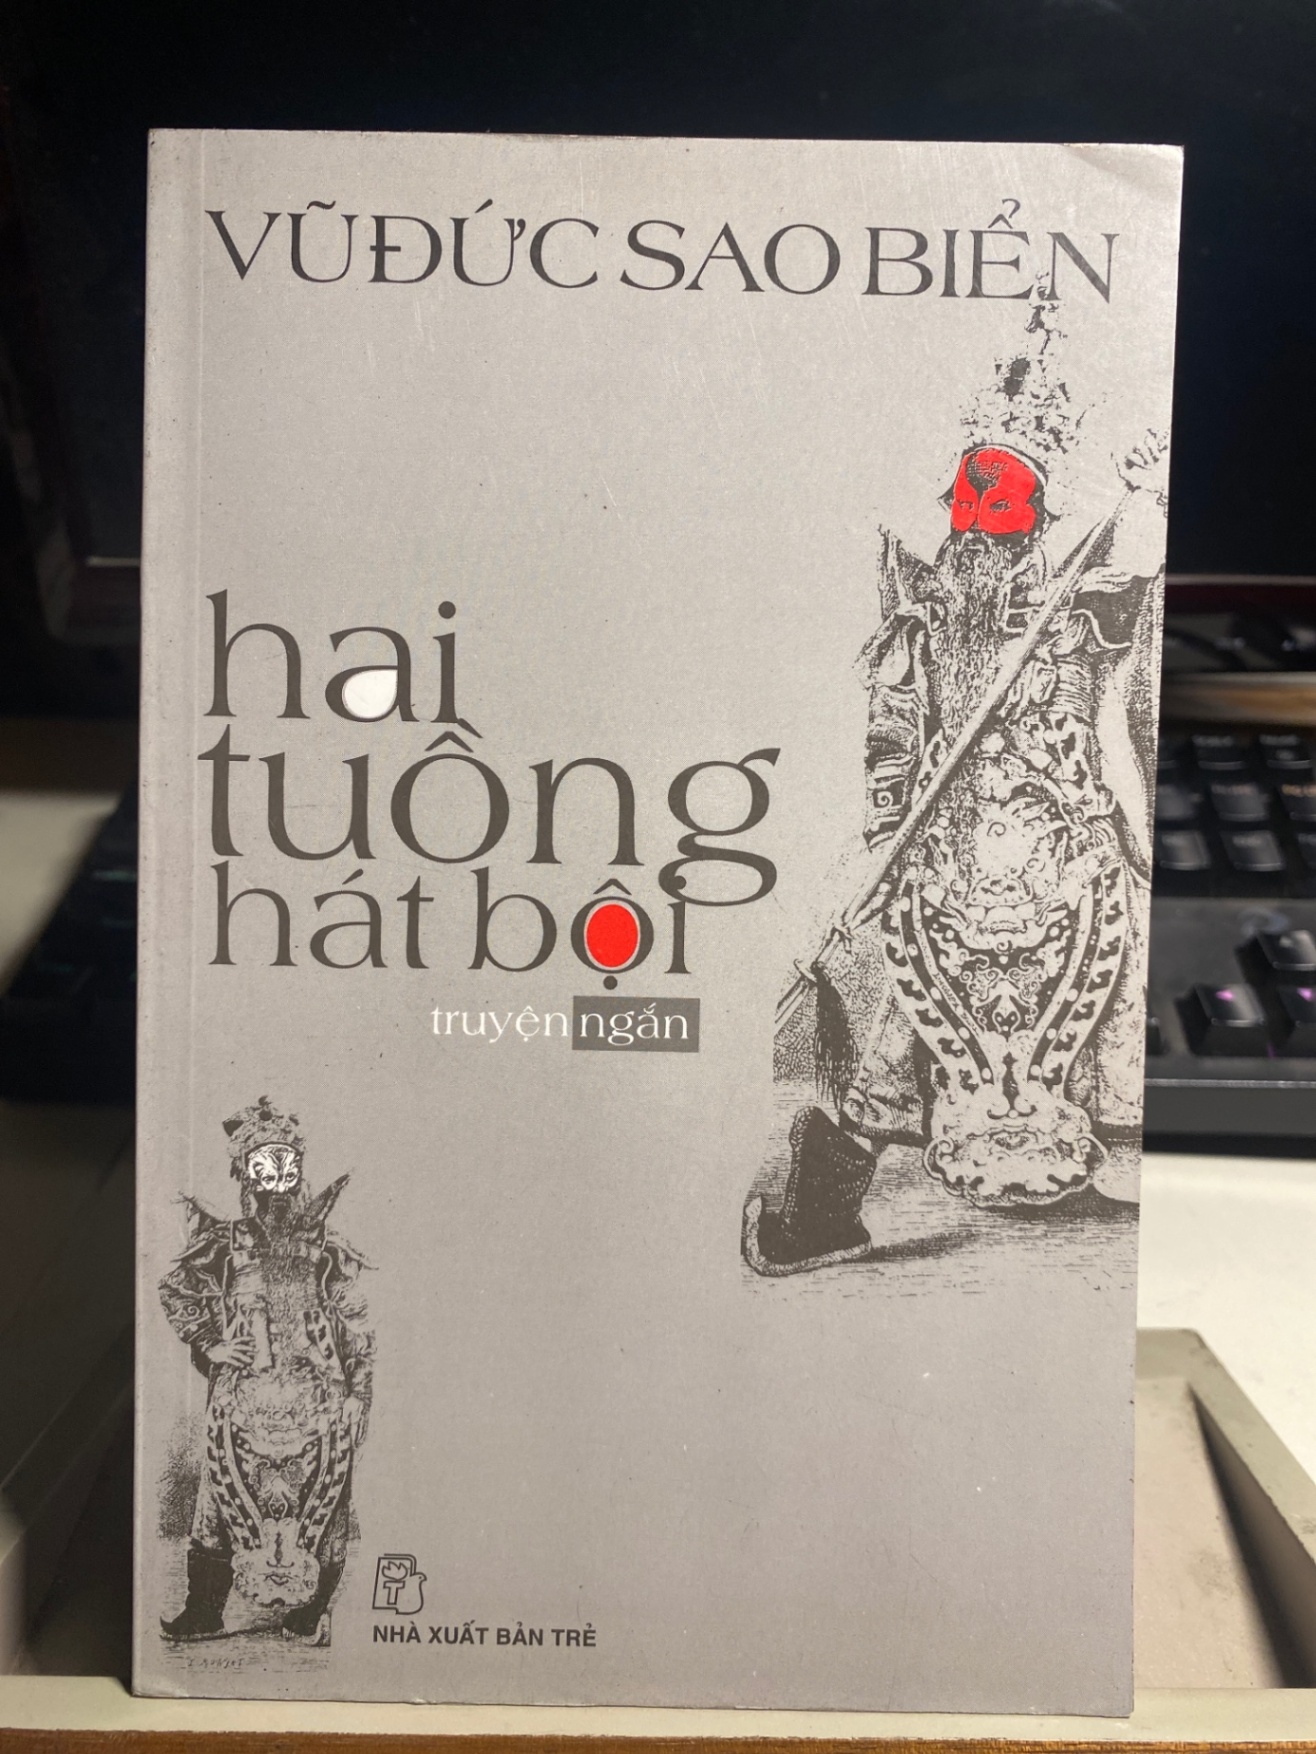 VŨ ĐỨC SAO BIỂN
hai
tuồng
hát bội
truyện ngắn
T
NHÀ XUẤT BẢN TRẺ